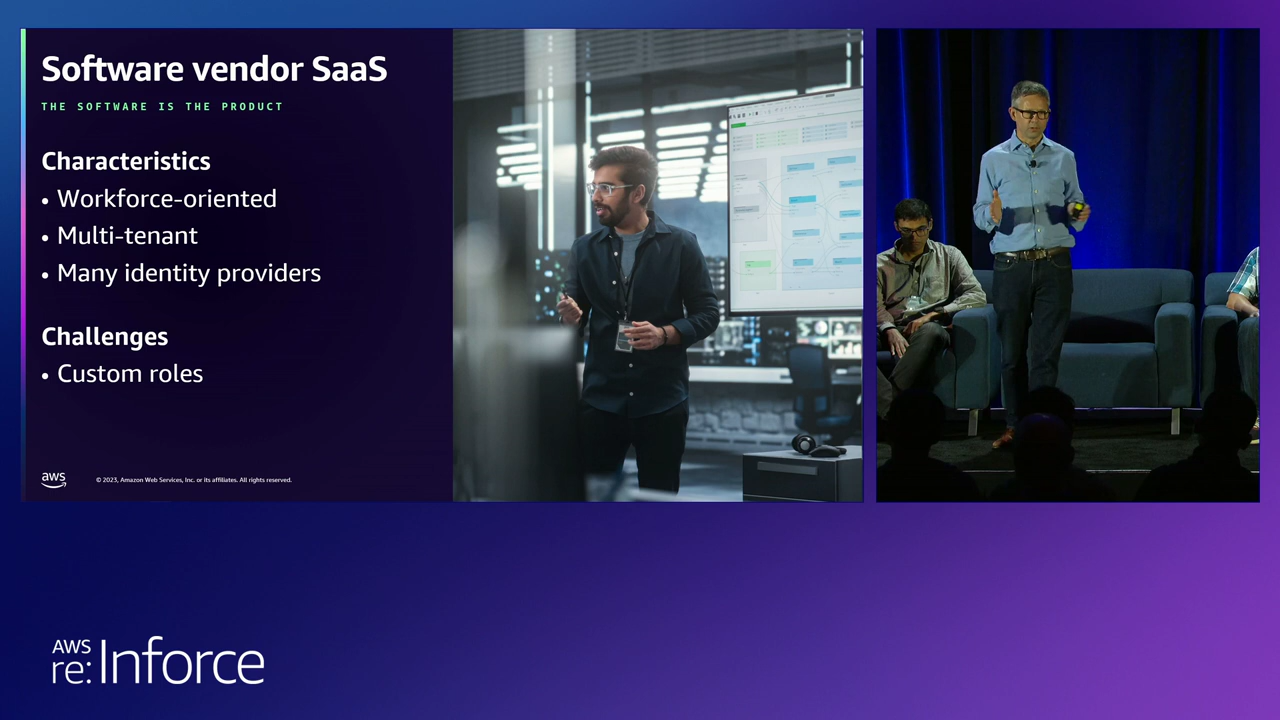 Software vendor SaaS
THE SOFTWARE IS THE PRODUCT
Characteristics
• Workforce-oriented
• Multi-tenant
• Many identity providers
Challenges
• Custom roles
aws
© 2023, Amazon Web Services, Inc. or its affiliates. All rights reserved.
AWS
re:Inforce